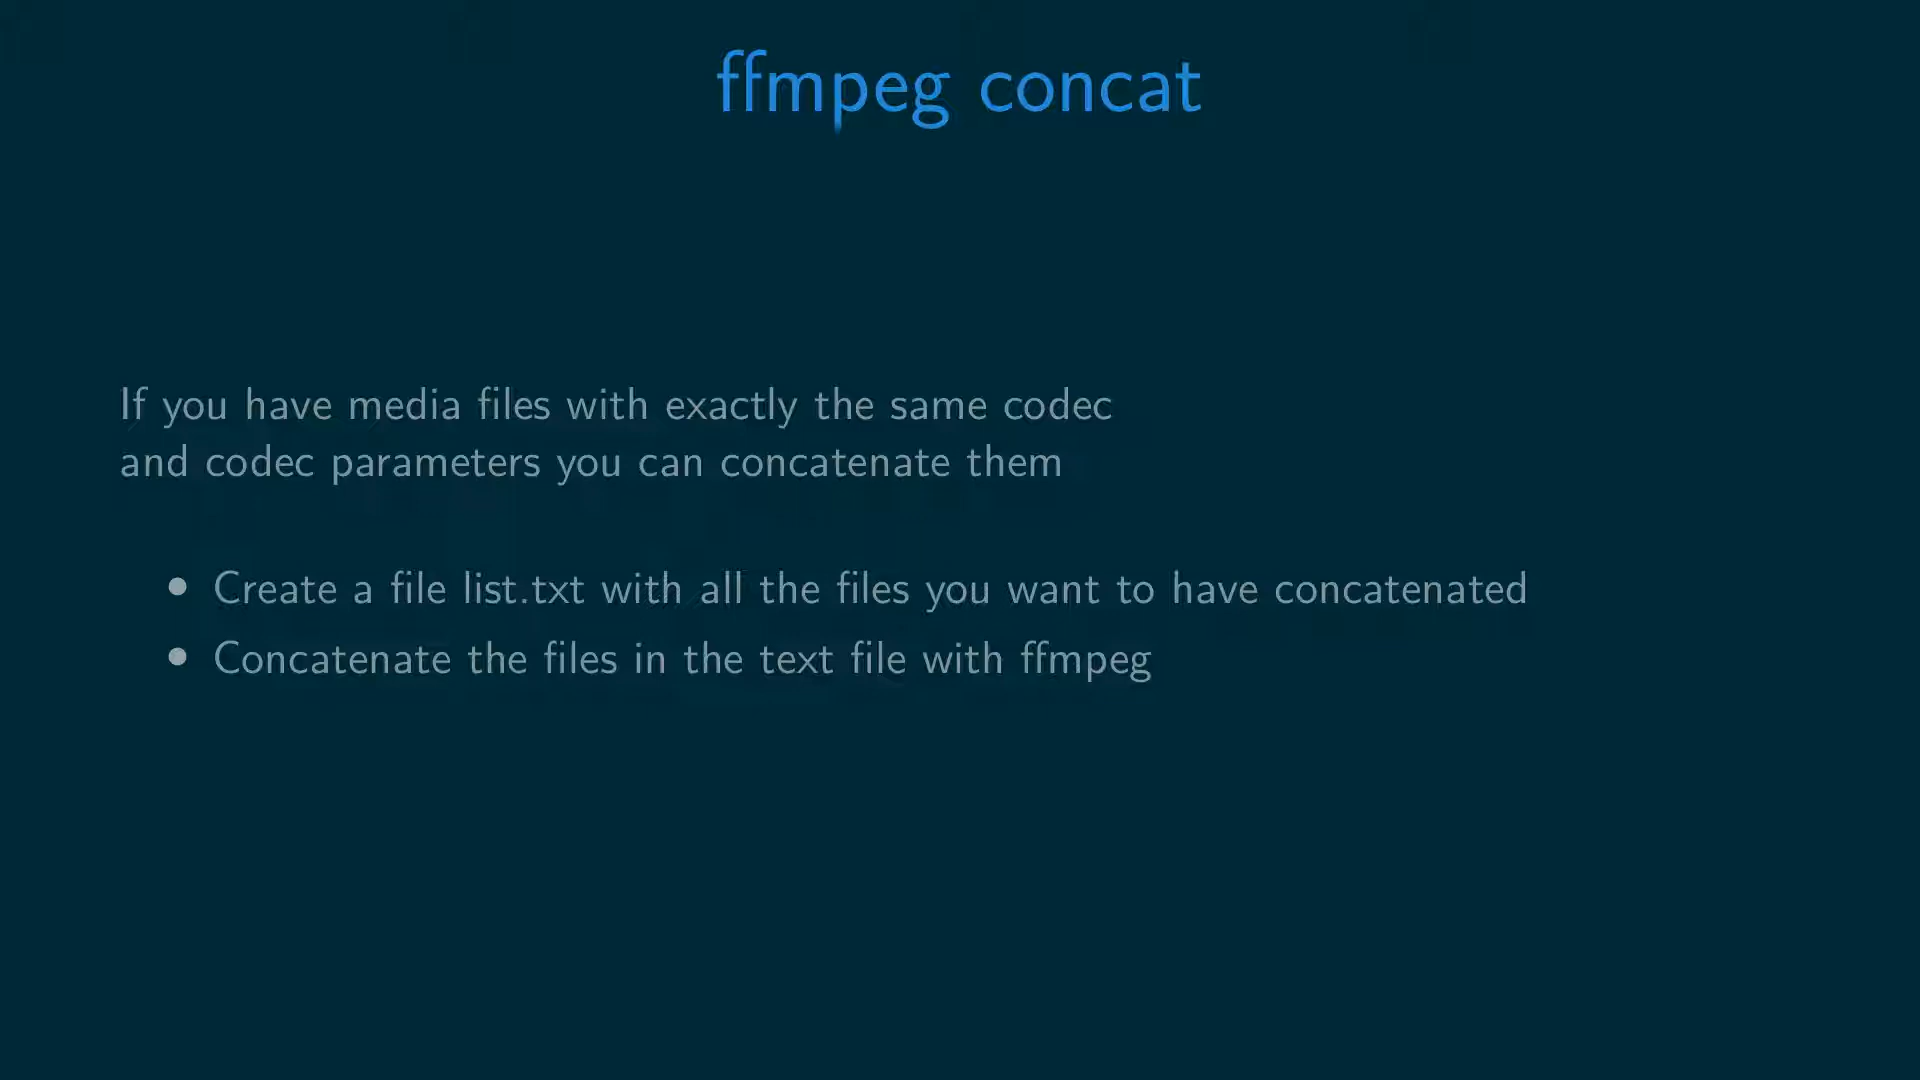 ffmpeg concat
If you have media files with exactly the same codec
and codec parameters you can concatenate them
• Create a file list.txt with all the files you want to have concatenated
• Concatenate the files in the text file with ffmpeg